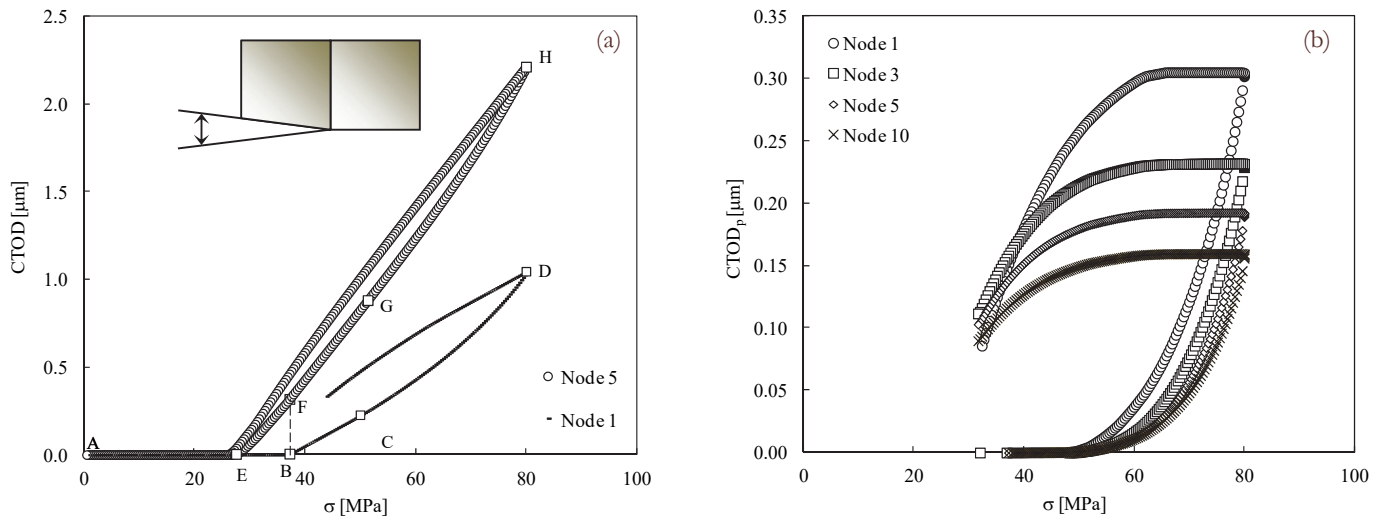 (a)
CTOD [μm]
2.5
2.0
1.5
1.0
0.5
0.0
0
20
40
60
80
100
σ [MPa]
A
E
B
C
F
G
D
H
Node 5
Node 1
(b)
CTODp [μm]
0.35
0.30
0.25
0.20
0.15
0.10
0.05
0.00
0
20
40
60
80
100
σ [MPa]
Node 1
Node 3
Node 5
Node 10